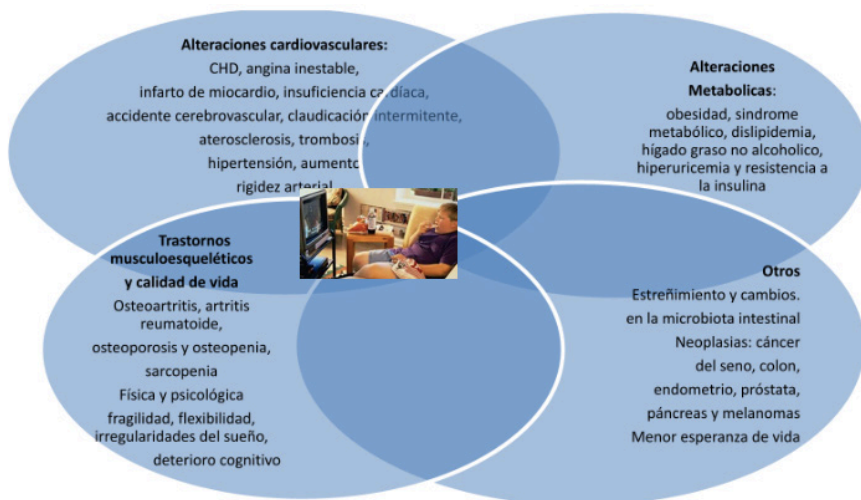 Alteraciones cardiovasculares:
CHD, angina inestable,
infarto de miocardio, insuficiencia cardíaca,
accidente cerebrovascular, claudicación intermitente,
aterosclerosis, trombosis,
hipertensión, aumento
rigidez arterial
Alteraciones
Metabolicas:
obesidad, sindrome
metabólico, dislipidemia,
hígado graso no alcoholico,
hiperuricemia y resistencia a
la insulina
Trastornos
musculoesqueléticos
y calidad de vida
Osteoartritis, artritis
reumatoide,
osteoporosis y osteopenia,
sarcopenia
Física y psicológica
fragilidad, flexibilidad,
irregularidades del sueño,
deterioro cognitivo
Otros
Estreñimiento y cambios.
en la microbiota intestinal
Neoplasias: cáncer
del seno, colon,
endometrio, próstata,
páncreas y melanomas
Menor esperanza de vida